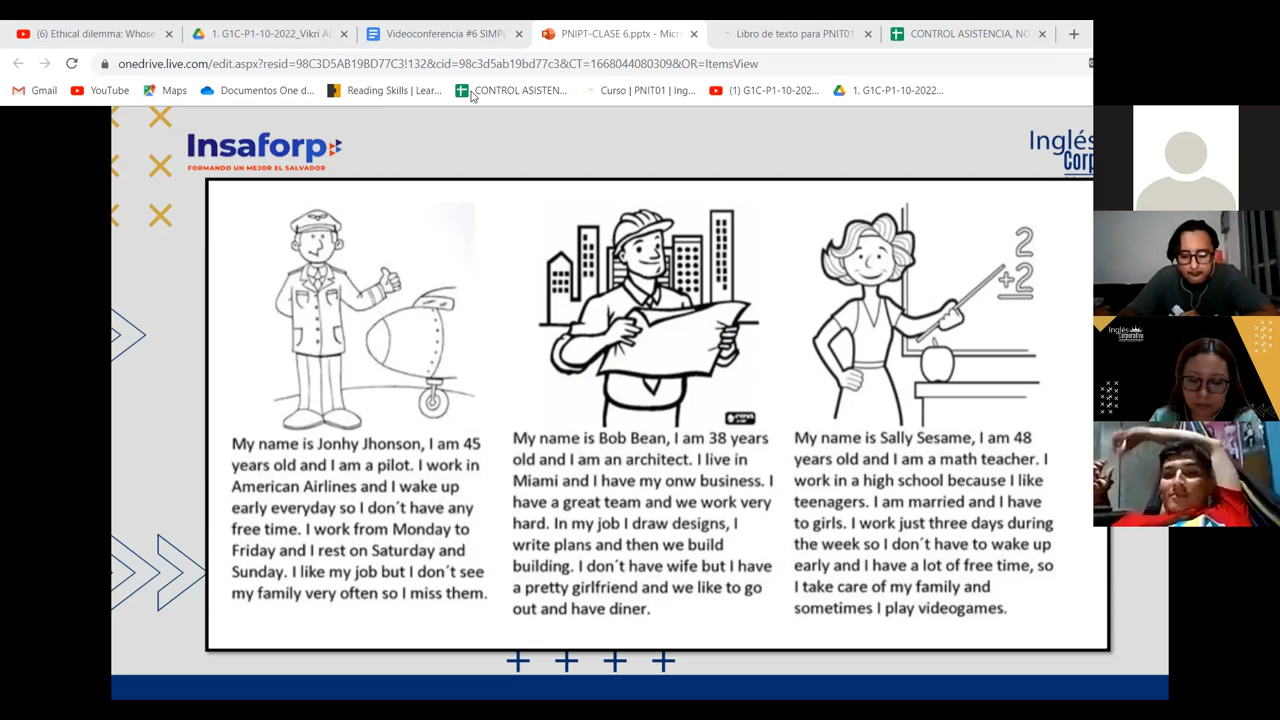 (6) Ethical dilemma: Whose
1. G1C-P1-10-2022_Vikri Al
Videoconferencia #6 SIMPL
PNIPT-CLASE 6.pptx - Micro
Libro de texto para PNIT01
CONTROL ASISTENCIA, NO
onedrive.live.com/edit.aspx?resid=98C3D5AB19BD77C3!132&cid=98c3d5ab19bd77c3&CT=1668044080309&OR=ItemsView
Gmail
YouTube
Maps
Documentos One d...
Reading Skills | Lear...
CONTROL ASISTEN...
Curso | PNIT01 | Ing...
(1) G1C-P1-10-202...
1. G1C-P1-10-2022...
Insaforp
FORMANDO UN MEJOR EL SALVADOR
Inglés
Corp
2
+2
My name is Jonhy Jhonson, I am 45
years old and I am a pilot. I work in
American Airlines and I wake up
early everyday so I don´t have any
free time. I work from Monday to
Friday and I rest on Saturday and
Sunday. I like my job but I don´t see
my family very often so I miss them.
My name is Bob Bean, I am 38 years
old and I am an architect. I live in
Miami and I have my onw business. I
have a great team and we work very
hard. In my job I draw designs, I
write plans and then we build
building. I don´t have wife but I have
a pretty girlfriend and we like to go
out and have diner.
My name is Sally Sesame, I am 48
years old and I am a math teacher. I
work in a high school because I like
teenagers. I am married and I have
to girls. I work just three days during
the week so I don´t have to wake up
early and I have a lot of free time, so
I take care of my family and
sometimes I play videogames.
Inglés
Corporativo